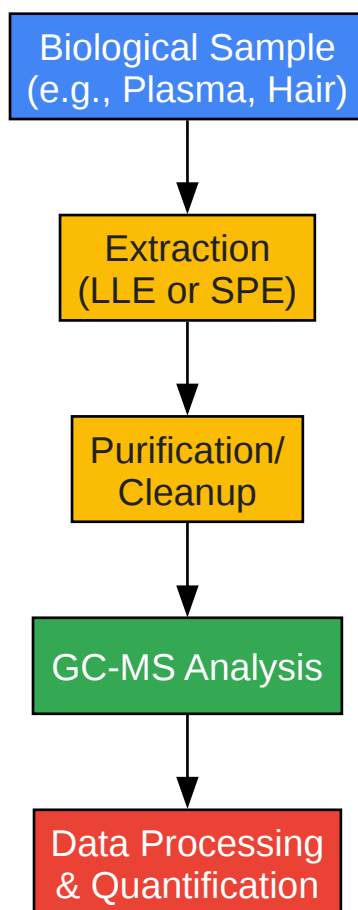 Biological Sample
(e.g., Plasma, Hair)
Extraction
(LLE or SPE)
Purification/
Cleanup
GC-MS Analysis
Data Processing
& Quantification